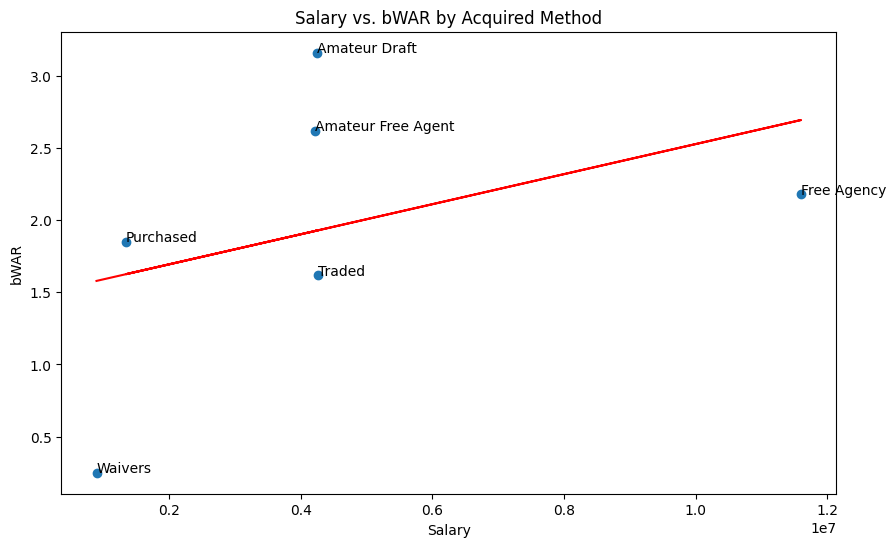 Salary vs. bWAR by Acquired Method
Amateur Draft
3.0
Amateur Free Agent
2.5
Free Agency
bWAR
2.0
Purchased
Traded
1.5
1.0
0.5
Waivers
0.2 0.4 0.6 0.8 1.0 1.2
1e7
Salary